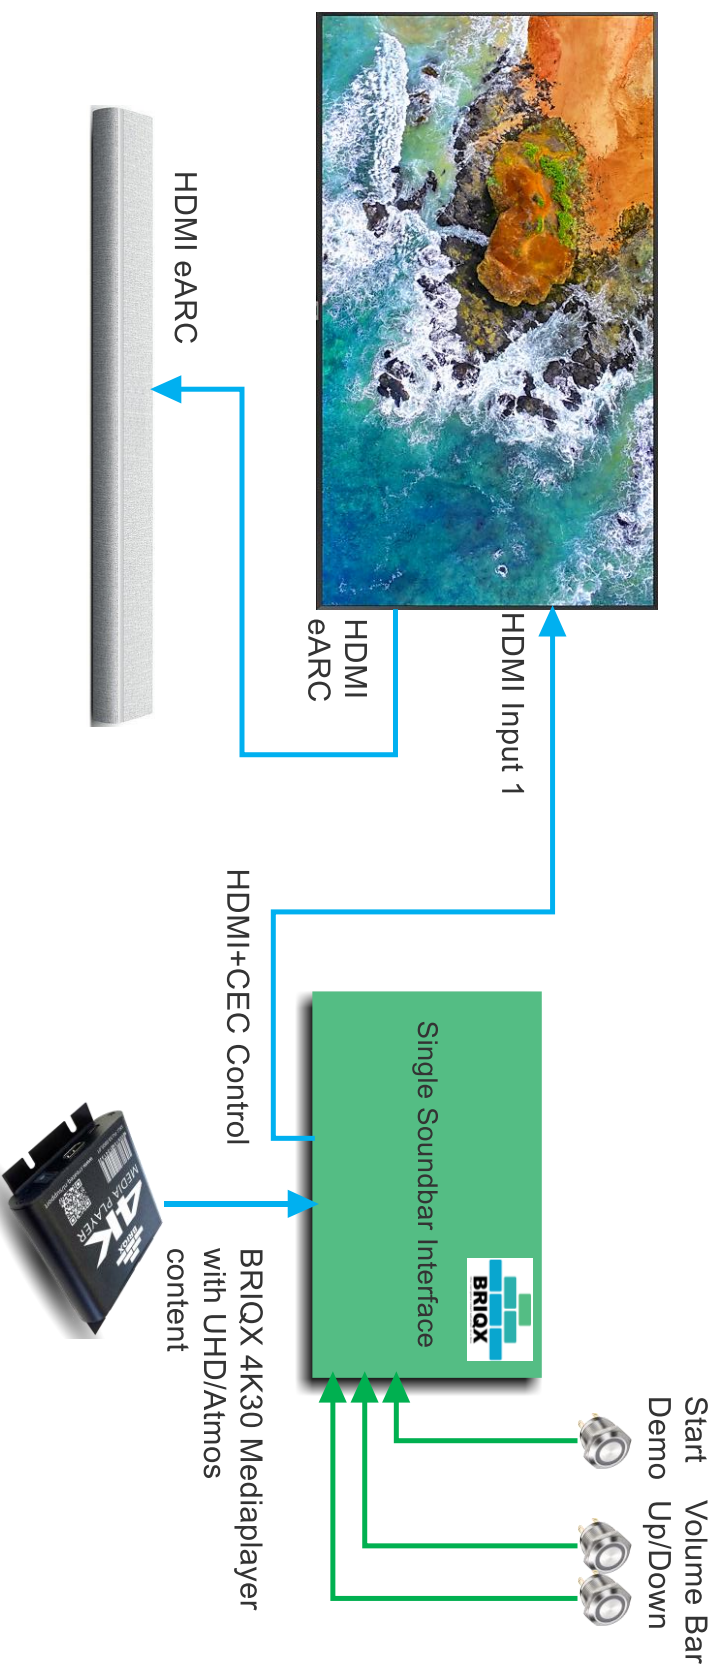 HDMI eARC
HDMI
eARC
HDMI Input 1
HDMI+CEC Control
Single Soundbar Interface
BRIQX
BRIQX 4K30 Mediaplayer
with UHD/Atmos
content
Start
Demo
Volume Bar
Up/Down
4K
MEDIA PLAYER
BRIQX